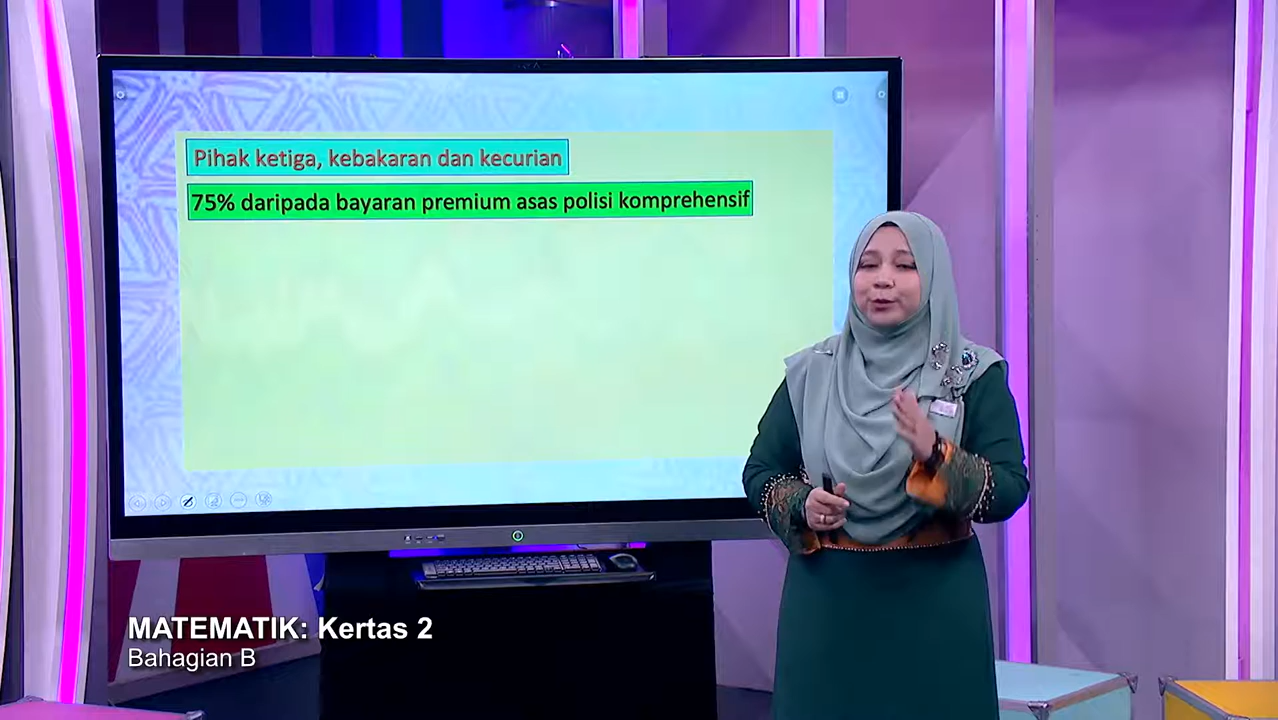 Pihak ketiga, kebakaran dan kecurian
75% daripada bayaran premium asas polisi komprehensif
MATEMATIK: Kertas 2
Bahagian B